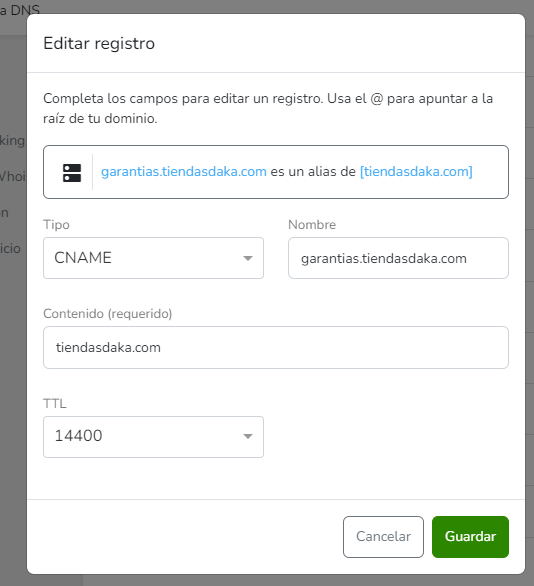 a DNS
Editar registro
Completa los campos para editar un registro. Usa el @ para apuntar a la
raíz de tu dominio.
king
garantias.tiendasdaka.com es un alias de [tiendasdaka.com]
Whoi
n
Tipo
Nombre
icio
CNAME
garantias.tiendasdaka.com
Contenido (requerido)
tiendasdaka.com
TTL
14400
Cancelar
Guardar